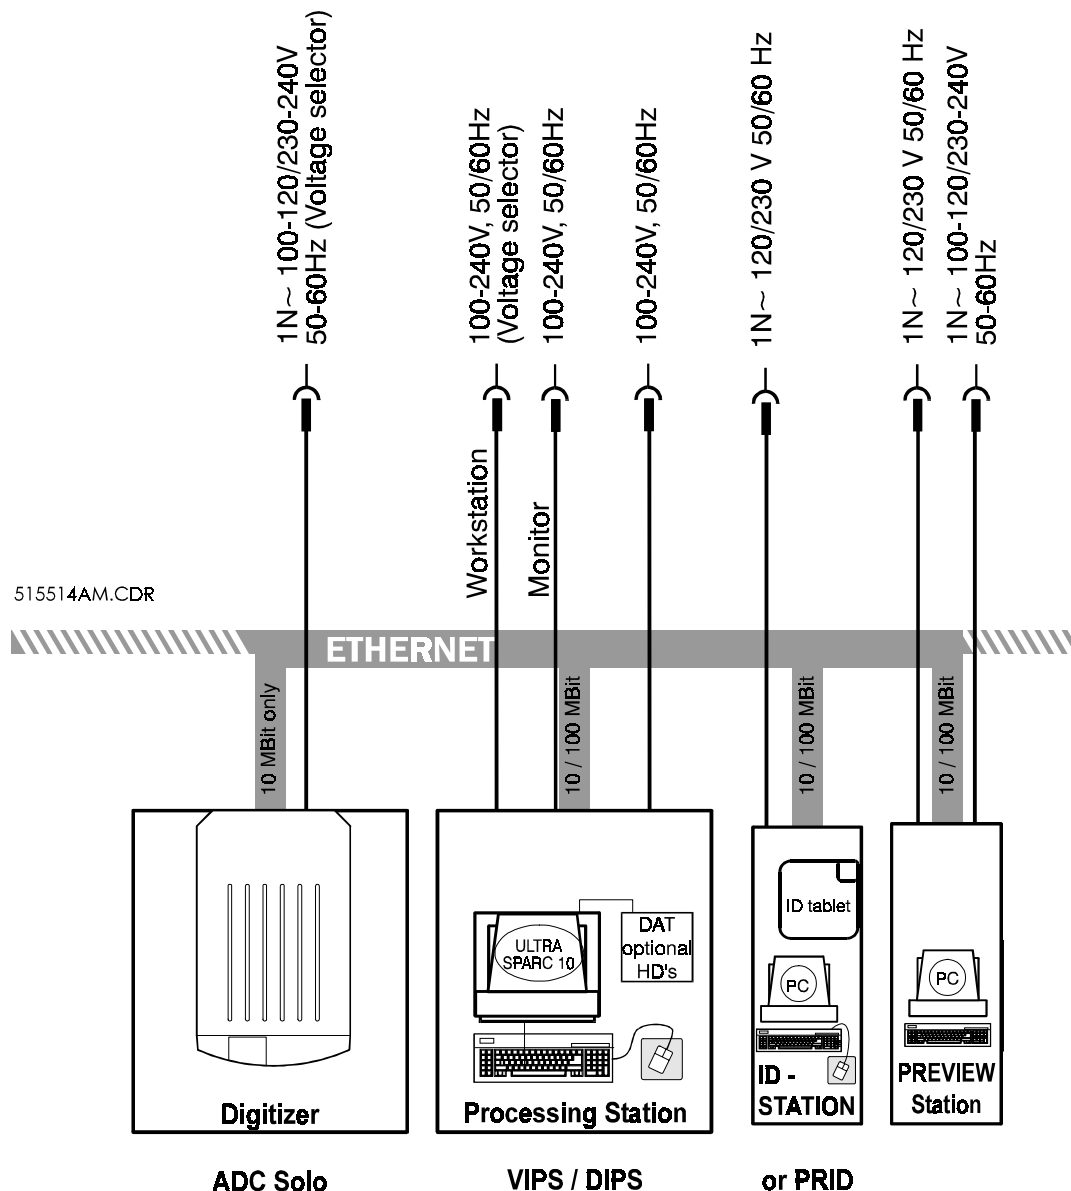 1N~ 100-120/230-240V
50-60Hz (Voltage selector)
100-240V, 50/60Hz
(Voltage selector)
100-240V, 50/60Hz
100-240V, 50/60Hz
1N~ 120/230 V 50/60 Hz
1N~ 120/230 V 50/60 Hz
1N~ 100-120/230-240V
50-60Hz
Workstation
Monitor
515514AM.CDR
ETHERNET
10 MBit only
10 / 100 MBit
10 / 100 MBit
10 / 100 MBit
ULTRA
SPARC 10
DAT
optional
HD's
ID tablet
PC
PC
Digitizer
Processing Station
ID -
STATION
PREVIEW
Station
ADC Solo
VIPS / DIPS
or PRID